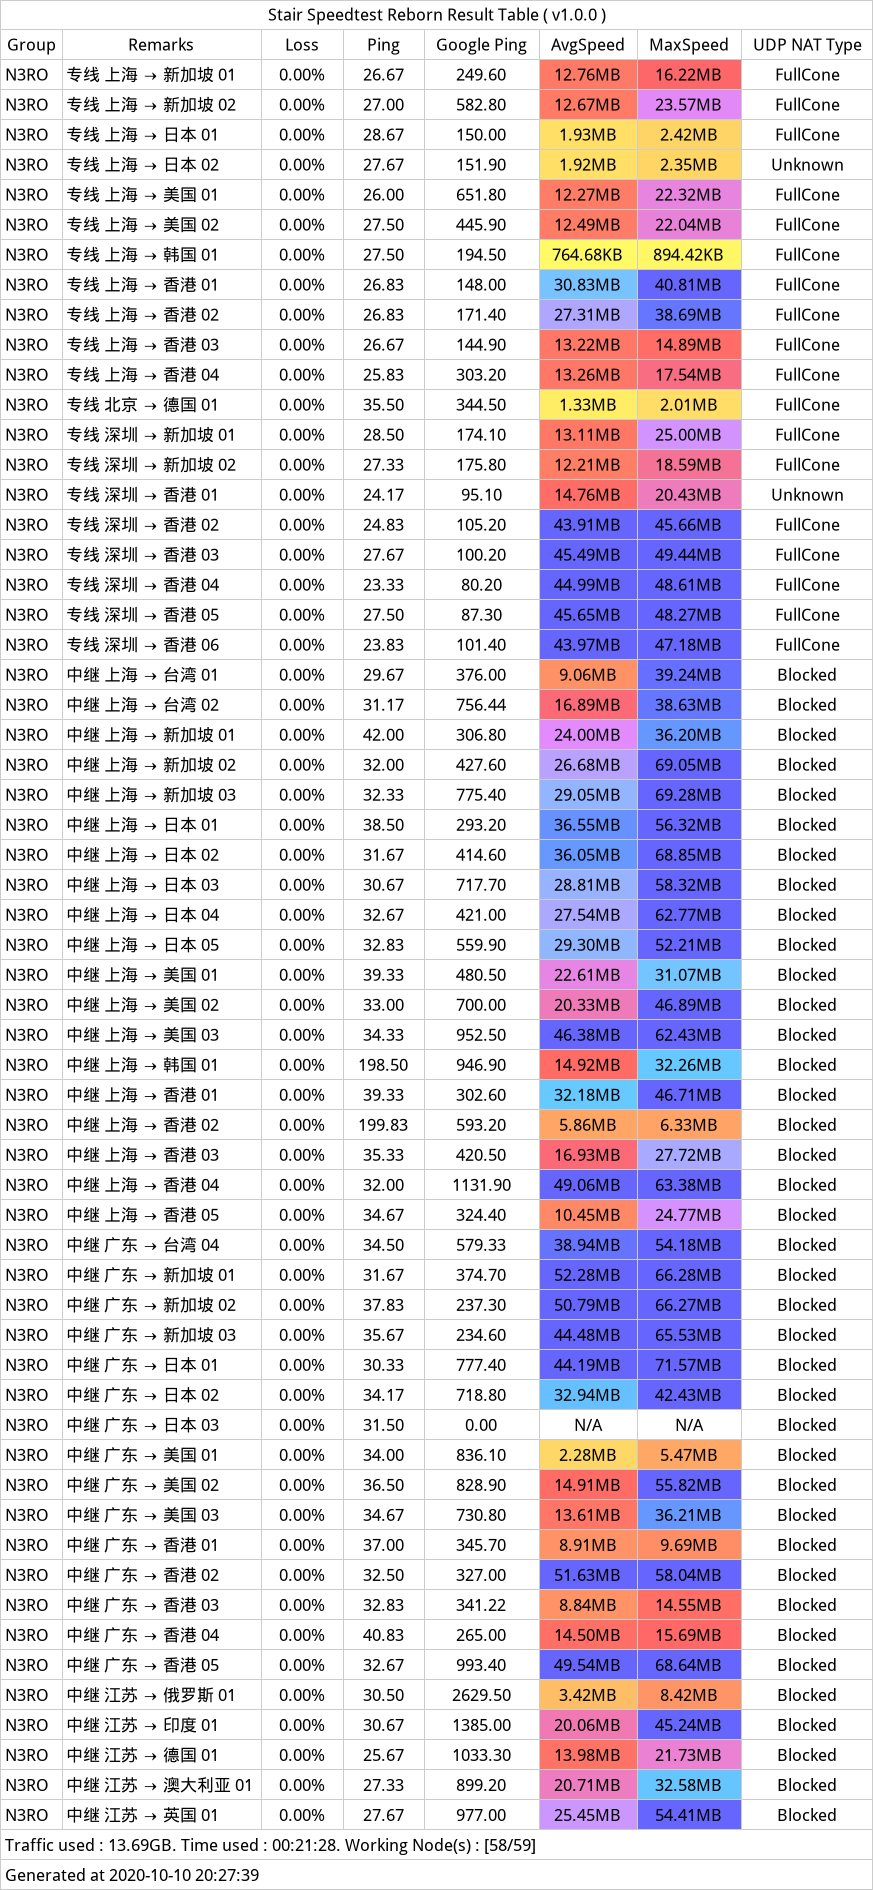 Stair Speedtest Reborn Result Table ( v1.0.0 )
Group Remarks Loss Ping Google Ping AvgSpeed MaxSpeed UDP NAT Type
N3RO 专线 上海 → 新加坡 01 0.00% 26.67 249.60 12.76MB 16.22MB FullCone
N3RO 专线 上海 → 新加坡 02 0.00% 27.00 582.80 12.67MB 23.57MB FullCone
N3RO 专线 上海 → 日本 01 0.00% 28.67 150.00 1.93MB 2.42MB FullCone
N3RO 专线 上海 → 日本 02 0.00% 27.67 151.90 1.92MB 2.35MB Unknown
N3RO 专线 上海 → 美国 01 0.00% 26.00 651.80 12.27MB 22.32MB FullCone
N3RO 专线 上海 → 美国 02 0.00% 27.50 445.90 12.49MB 22.04MB FullCone
N3RO 专线 上海 → 韩国 01 0.00% 27.50 194.50 764.68KB 894.42KB FullCone
N3RO 专线 上海 → 香港 01 0.00% 26.83 148.00 30.83MB 40.81MB FullCone
N3RO 专线 上海 → 香港 02 0.00% 26.83 171.40 27.31MB 38.69MB FullCone
N3RO 专线 上海 → 香港 03 0.00% 26.67 144.90 13.22MB 14.89MB FullCone
N3RO 专线 上海 → 香港 04 0.00% 25.83 303.20 13.26MB 17.54MB FullCone
N3RO 专线 北京 → 德国 01 0.00% 35.50 344.50 1.33MB 2.01MB FullCone
N3RO 专线 深圳 → 新加坡 01 0.00% 28.50 174.10 13.11MB 25.00MB FullCone
N3RO 专线 深圳 → 新加坡 02 0.00% 27.33 175.80 12.21MB 18.59MB FullCone
N3RO 专线 深圳 → 香港 01 0.00% 24.17 95.10 14.76MB 20.43MB Unknown
N3RO 专线 深圳 → 香港 02 0.00% 24.83 105.20 43.91MB 45.66MB FullCone
N3RO 专线 深圳 → 香港 03 0.00% 27.67 100.20 45.49MB 49.44MB FullCone
N3RO 专线 深圳 → 香港 04 0.00% 23.33 80.20 44.99MB 48.61MB FullCone
N3RO 专线 深圳 → 香港 05 0.00% 27.50 87.30 45.65MB 48.27MB FullCone
N3RO 专线 深圳 → 香港 06 0.00% 23.83 101.40 43.97MB 47.18MB FullCone
N3RO 中继 上海 → 台湾 01 0.00% 29.67 376.00 9.06MB 39.24MB Blocked
N3RO 中继 上海 → 台湾 02 0.00% 31.17 756.44 16.89MB 38.63MB Blocked
N3RO 中继 上海 → 新加坡 01 0.00% 42.00 306.80 24.00MB 36.20MB Blocked
N3RO 中继 上海 → 新加坡 02 0.00% 32.00 427.60 26.68MB 69.05MB Blocked
N3RO 中继 上海 → 新加坡 03 0.00% 32.33 775.40 29.05MB 69.28MB Blocked
N3RO 中继 上海 → 日本 01 0.00% 38.50 293.20 36.55MB 56.32MB Blocked
N3RO 中继 上海 → 日本 02 0.00% 31.67 414.60 36.05MB 68.85MB Blocked
N3RO 中继 上海 → 日本 03 0.00% 30.67 717.70 28.81MB 58.32MB Blocked
N3RO 中继 上海 → 日本 04 0.00% 32.67 421.00 27.54MB 62.77MB Blocked
N3RO 中继 上海 → 日本 05 0.00% 32.83 559.90 29.30MB 52.21MB Blocked
N3RO 中继 上海 → 美国 01 0.00% 39.33 480.50 22.61MB 31.07MB Blocked
N3RO 中继 上海 → 美国 02 0.00% 33.00 700.00 20.33MB 46.89MB Blocked
N3RO 中继 上海 → 美国 03 0.00% 34.33 952.50 46.38MB 62.43MB Blocked
N3RO 中继 上海 → 韩国 01 0.00% 198.50 946.90 14.92MB 32.26MB Blocked
N3RO 中继 上海 → 香港 01 0.00% 39.33 302.60 32.18MB 46.71MB Blocked
N3RO 中继 上海 → 香港 02 0.00% 199.83 593.20 5.86MB 6.33MB Blocked
N3RO 中继 上海 → 香港 03 0.00% 35.33 420.50 16.93MB 27.72MB Blocked
N3RO 中继 上海 → 香港 04 0.00% 32.00 1131.90 49.06MB 63.38MB Blocked
N3RO 中继 上海 → 香港 05 0.00% 34.67 324.40 10.45MB 24.77MB Blocked
N3RO 中继 广东 → 台湾 04 0.00% 34.50 579.33 38.94MB 54.18MB Blocked
N3RO 中继 广东 → 新加坡 01 0.00% 31.67 374.70 52.28MB 66.28MB Blocked
N3RO 中继 广东 → 新加坡 02 0.00% 37.83 237.30 50.79MB 66.27MB Blocked
N3RO 中继 广东 → 新加坡 03 0.00% 35.67 234.60 44.48MB 65.53MB Blocked
N3RO 中继 广东 → 日本 01 0.00% 30.33 777.40 44.19MB 71.57MB Blocked
N3RO 中继 广东 → 日本 02 0.00% 34.17 718.80 32.94MB 42.43MB Blocked
N3RO 中继 广东 → 日本 03 0.00% 31.50 0.00 N/A N/A Blocked
N3RO 中继 广东 → 美国 01 0.00% 34.00 836.10 2.28MB 5.47MB Blocked
N3RO 中继 广东 → 美国 02 0.00% 36.50 828.90 14.91MB 55.82MB Blocked
N3RO 中继 广东 → 美国 03 0.00% 34.67 730.80 13.61MB 36.21MB Blocked
N3RO 中继 广东 → 香港 01 0.00% 37.00 345.70 8.91MB 9.69MB Blocked
N3RO 中继 广东 → 香港 02 0.00% 32.50 327.00 51.63MB 58.04MB Blocked
N3RO 中继 广东 → 香港 03 0.00% 32.83 341.22 8.84MB 14.55MB Blocked
N3RO 中继 广东 → 香港 04 0.00% 40.83 265.00 14.50MB 15.69MB Blocked
N3RO 中继 广东 → 香港 05 0.00% 32.67 993.40 49.54MB 68.64MB Blocked
N3RO 中继 江苏 → 俄罗斯 01 0.00% 30.50 2629.50 3.42MB 8.42MB Blocked
N3RO 中继 江苏 → 印度 01 0.00% 30.67 1385.00 20.06MB 45.24MB Blocked
N3RO 中继 江苏 → 德国 01 0.00% 25.67 1033.30 13.98MB 21.73MB Blocked
N3RO 中继 江苏 → 澳大利亚 01 0.00% 27.33 899.20 20.71MB 32.58MB Blocked
N3RO 中继 江苏 → 英国 01 0.00% 27.67 977.00 25.45MB 54.41MB Blocked
Traffic used : 13.69GB. Time used : 00:21:28. Working Node(s) : [58/59]
Generated at 2020-10-10 20:27:39